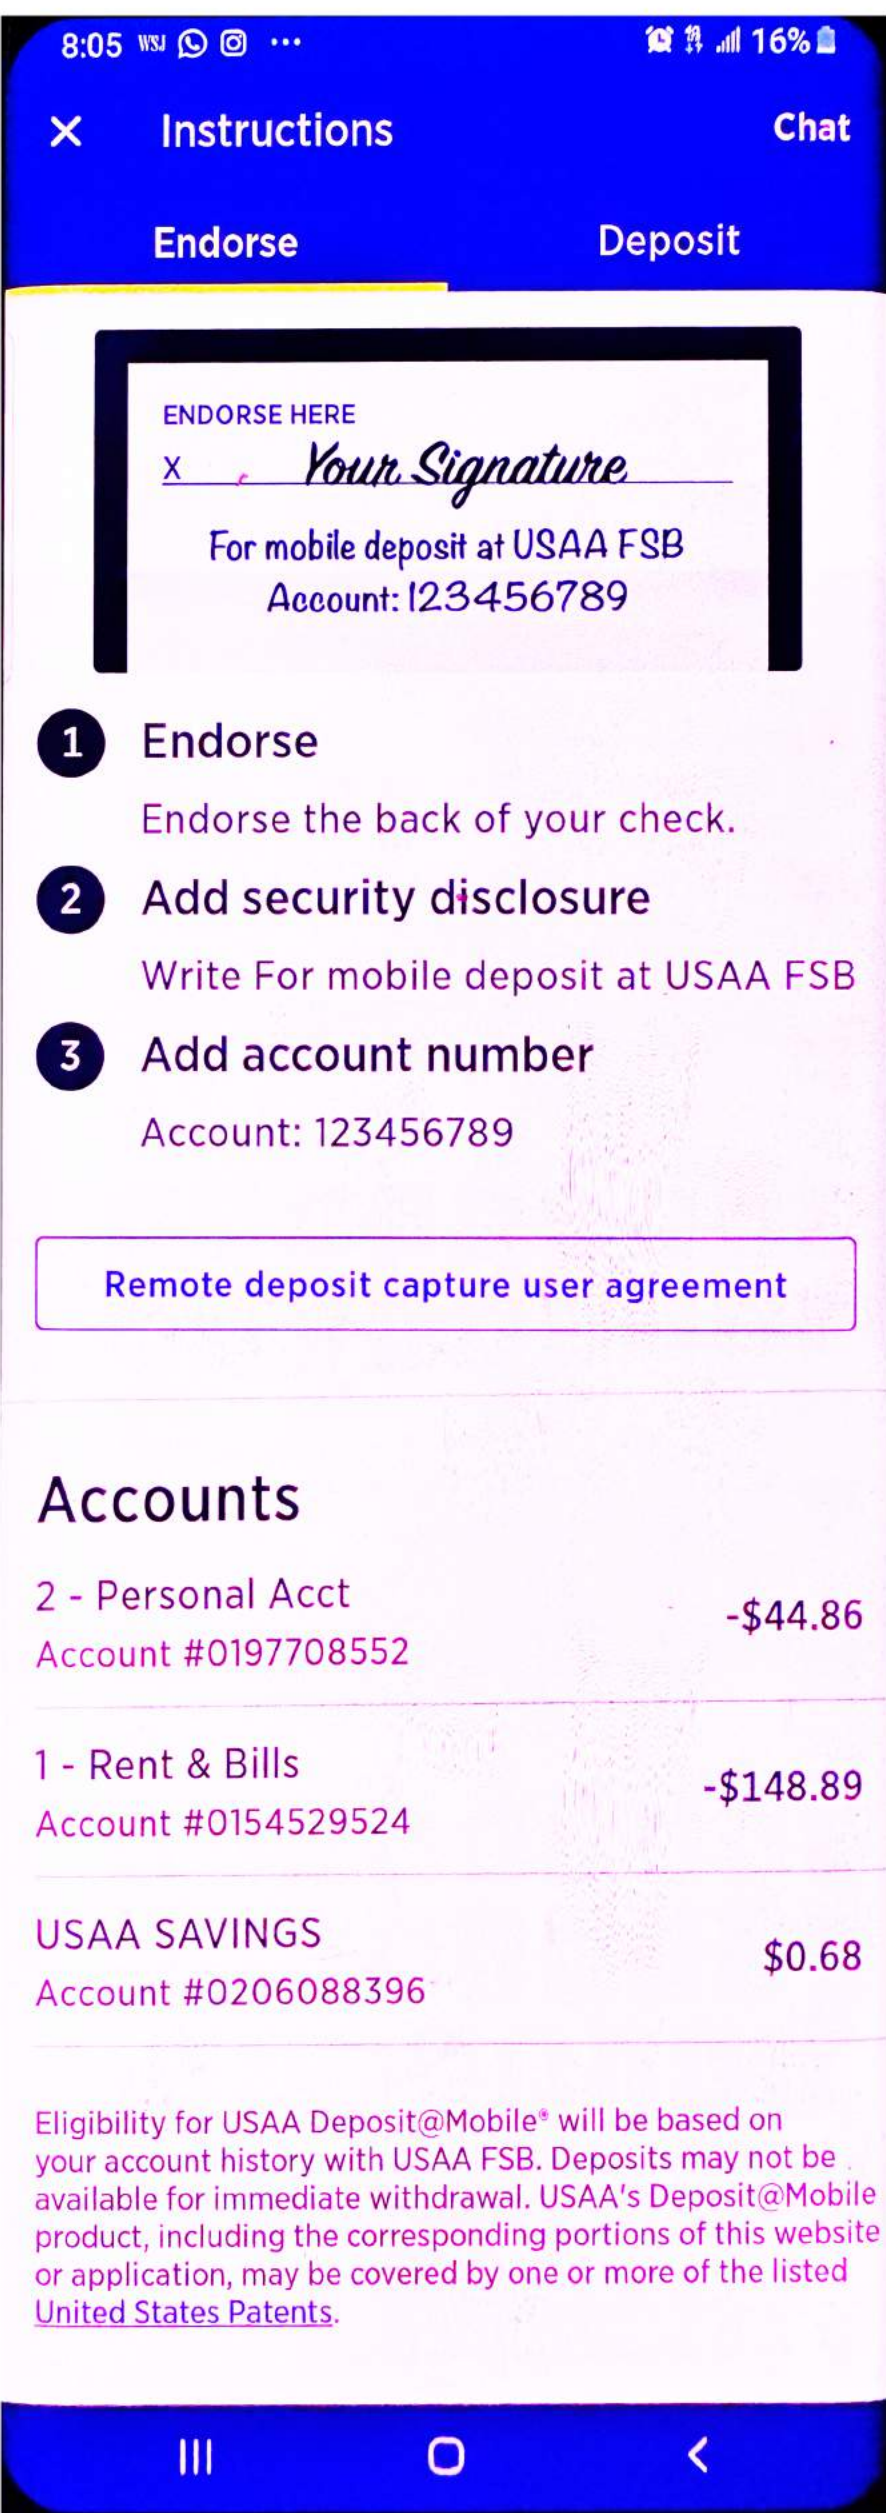 8:05 WSJ 16%
Instructions Chat
Endorse Deposit
ENDORSE HERE
X Your Signature
For mobile deposit at USAA FSB
Account: 123456789
1 Endorse
Endorse the back of your check.
2 Add security disclosure
Write For mobile deposit at USAA FSB
3 Add account number
Account: 123456789
Remote deposit capture user agreement
Accounts
2 - Personal Acct
-$44.86
Account #0197708552
1 - Rent & Bills
-$148.89
Account #0154529524
USAA SAVINGS
$0.68
Account #0206088396
Eligibility for USAA Deposit@Mobile® will be based on
your account history with USAA FSB. Deposits may not be
available for immediate withdrawal. USAA's Deposit@Mobile
product, including the corresponding portions of this website
or application, may be covered by one or more of the listed
United States Patents.